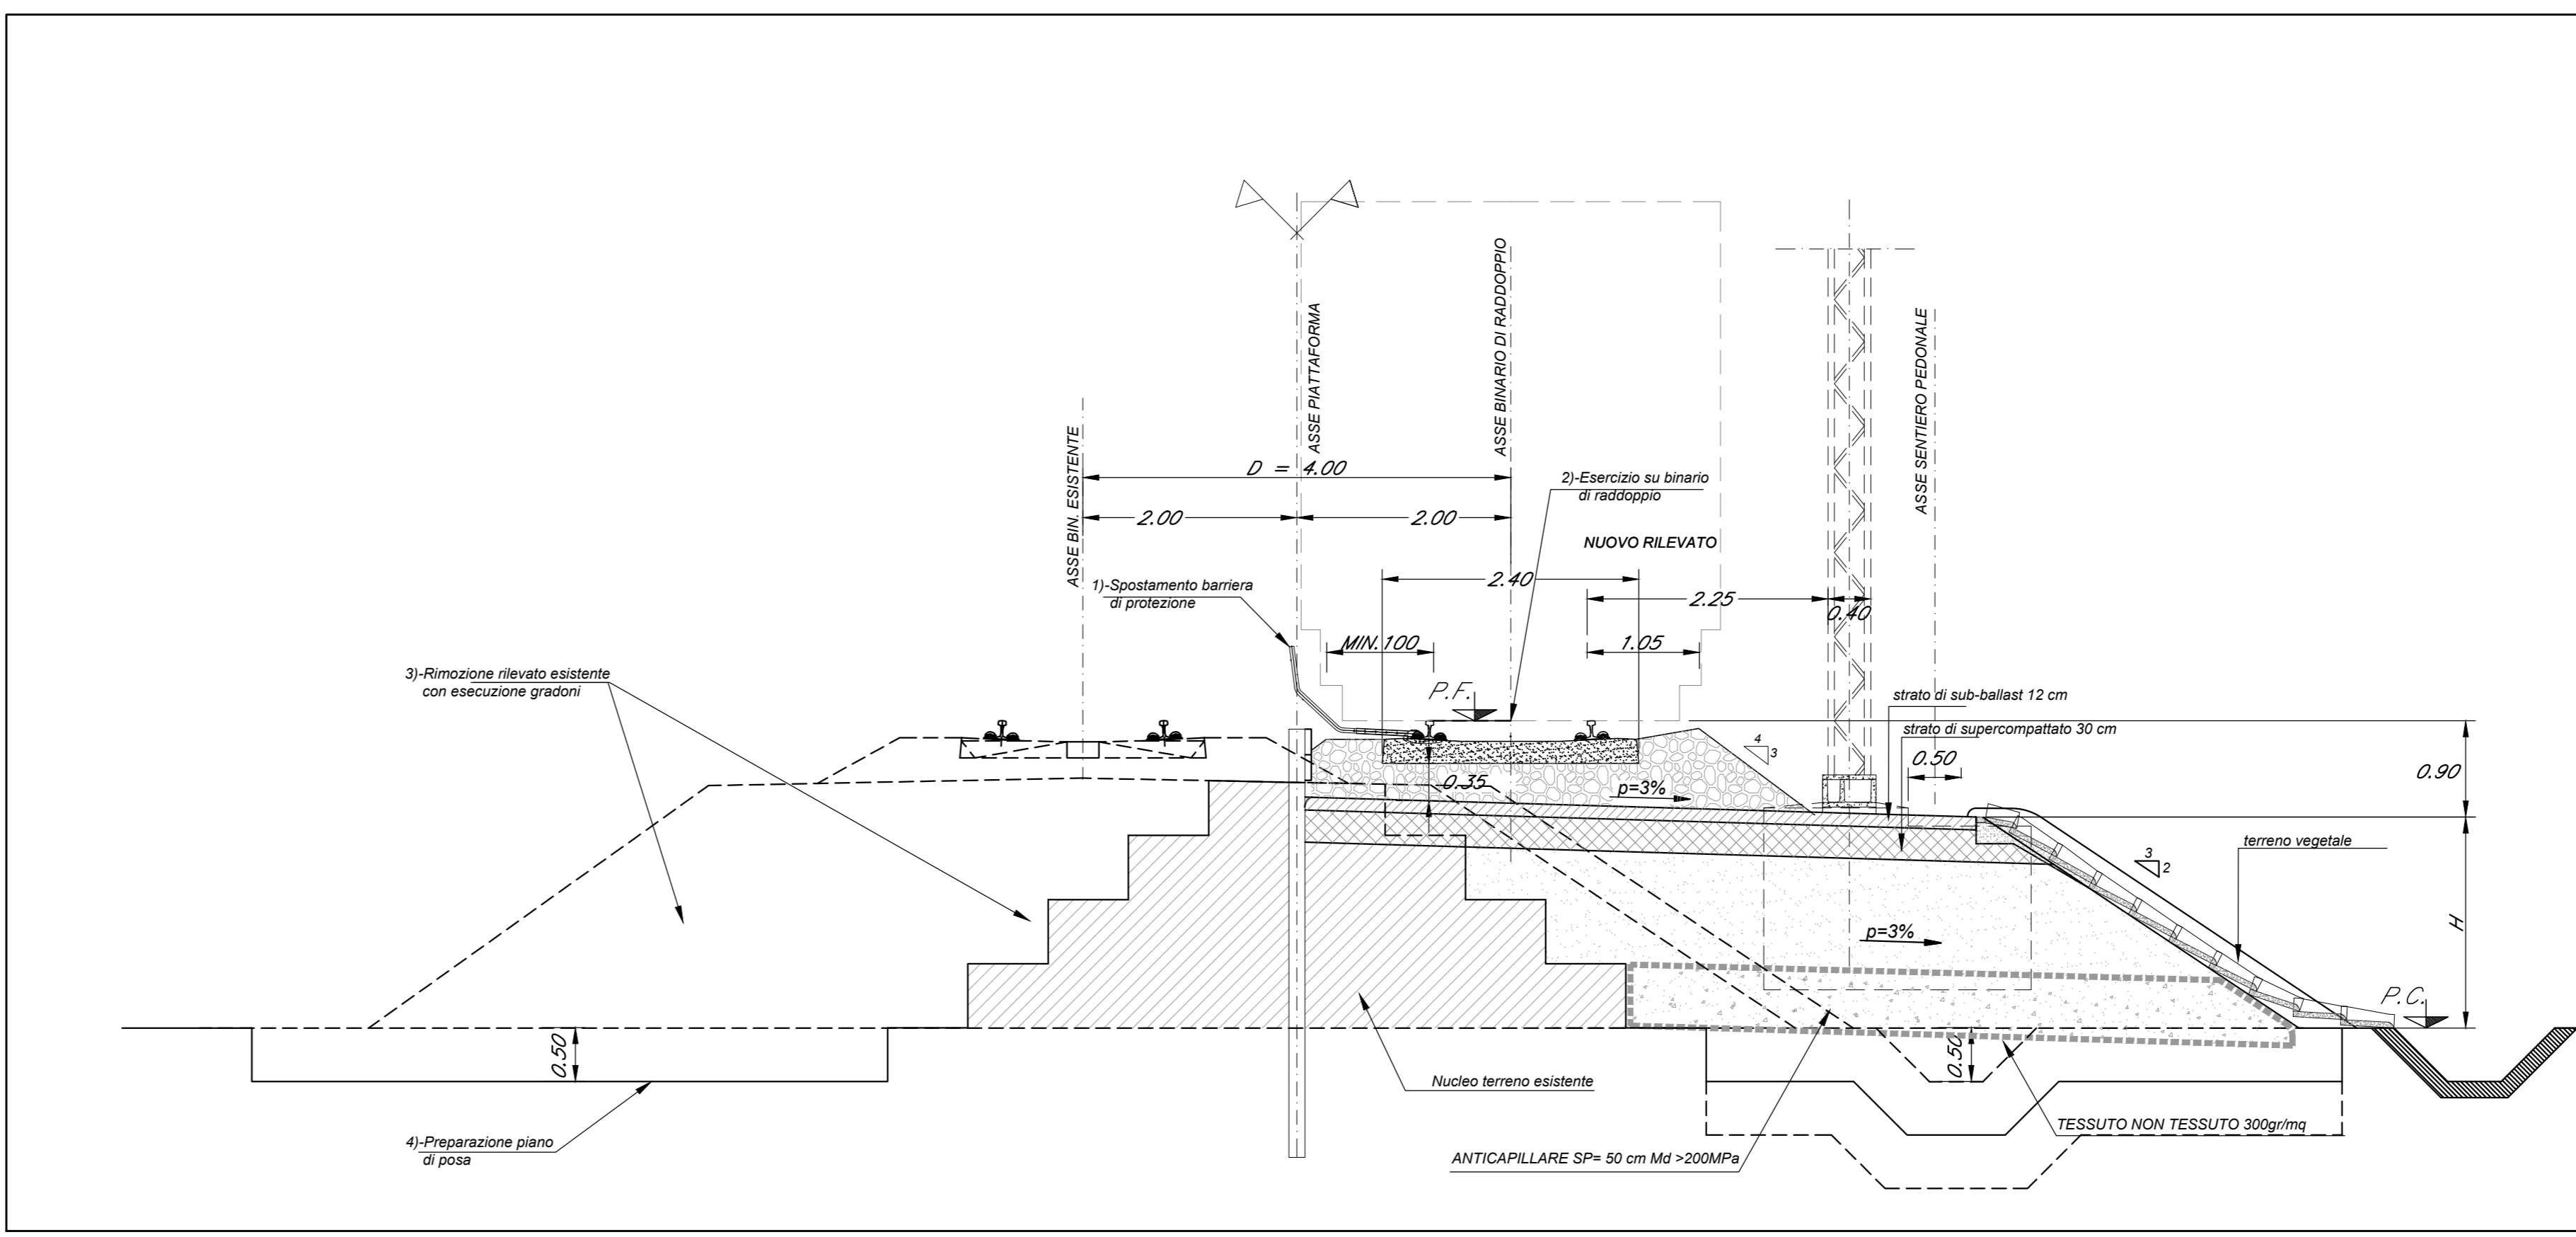 ASSE BIN. ESISTENTE
ASSE PIATTAFORMA
ASSE BINARIO DI RADDOPPIO
ASSE SENTIERO PEDONALE
D = 4.00
2.00
2.00
2)-Esercizio su binario
di raddoppio
NUOVO RILEVATO
2.40
2.25
0.40
1)-Spostamento barriera
di protezione
MIN. 100
1.05
3)-Rimozione rilevato esistente
con esecuzione gradoni
P.F.
strato di sub-ballast 12 cm
strato di supercompattato 30 cm
4
3
0.50
0.90
0.35
p=3%
terreno vegetale
3
2
H
p=3%
P.C.
0.50
0.50
Nucleo terreno esistente
TESSUTO NON TESSUTO 300gr/mq
4)-Preparazione piano
di posa
ANTICAPILLARE SP= 50 cm Md >200MPa